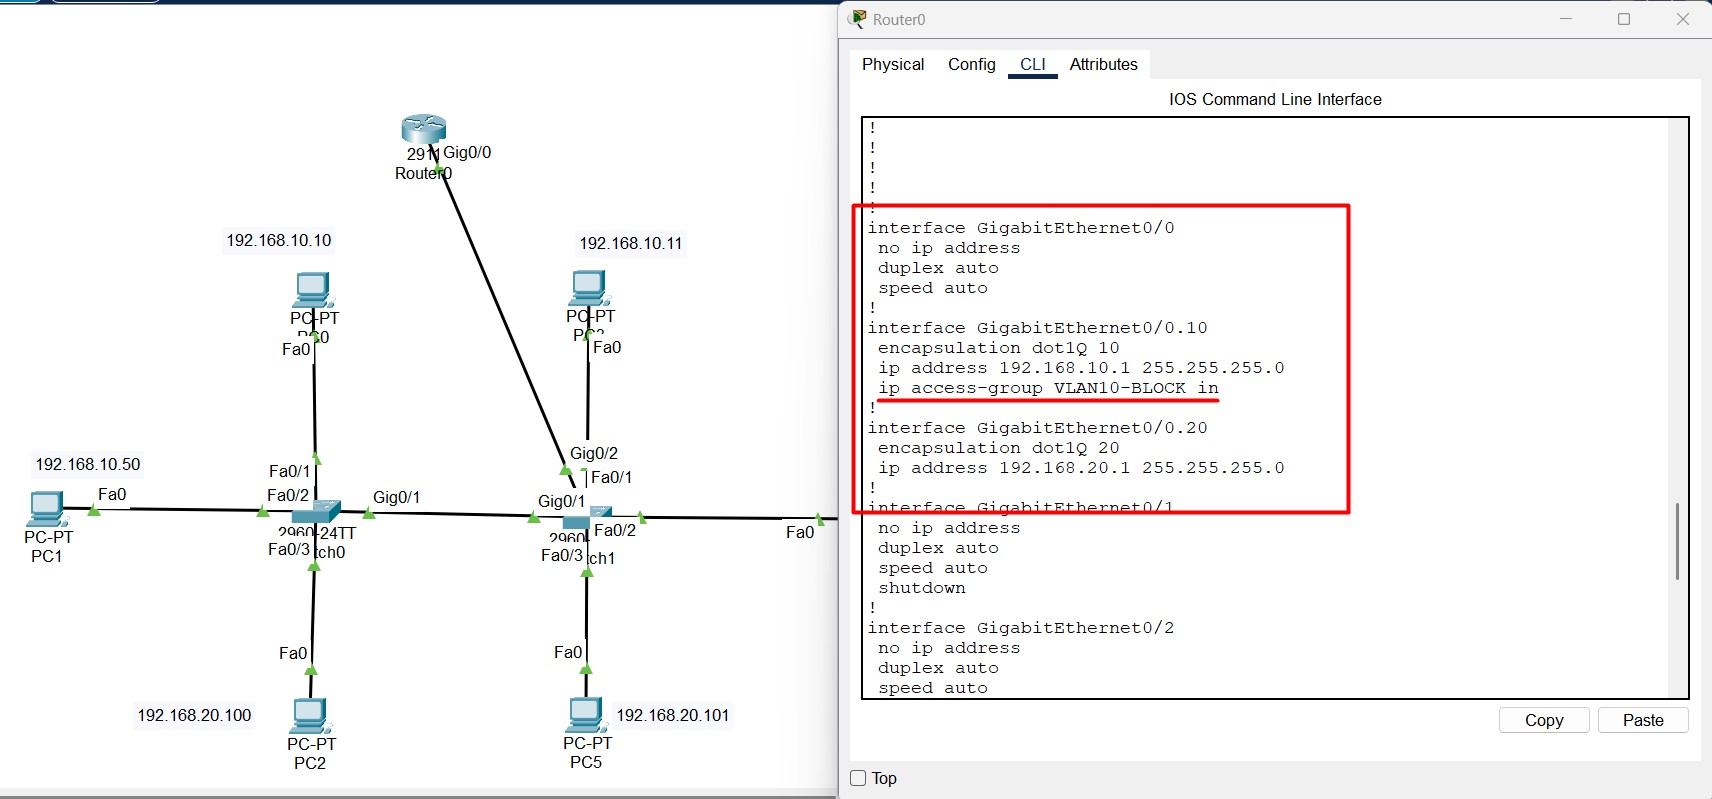 2911
Gig0/0
Router0
192.168.10.10
192.168.10.11
PC-PT
PC0
Fa0
PC-PT
Fa0
192.168.10.50
Fa0
PC-PT
PC1
Fa0/1
Fa0/2
Gig0/1
2960-24TT
Fa0/3
tch0
Gig0/2
Fa0/1
Gig0/1
Fa0/2
2960-
Fa0/3
tch1
Fa0
Fa0
192.168.20.100
PC-PT
PC2
Fa0
192.168.20.101
PC-PT
PC5
Router0
Physical Config CLI Attributes
IOS Command Line Interface
!
!
!
!
!
interface GigabitEthernet0/0
no ip address
duplex auto
speed auto
!
interface GigabitEthernet0/0.10
encapsulation dot1Q 10
ip address 192.168.10.1 255.255.255.0
ip access-group VLAN10-BLOCK in
!
interface GigabitEthernet0/0.20
encapsulation dot1Q 20
ip address 192.168.20.1 255.255.255.0
!
interface GigabitEthernet0/1
no ip address
duplex auto
speed auto
shutdown
!
interface GigabitEthernet0/2
no ip address
duplex auto
speed auto
Copy Paste
Top